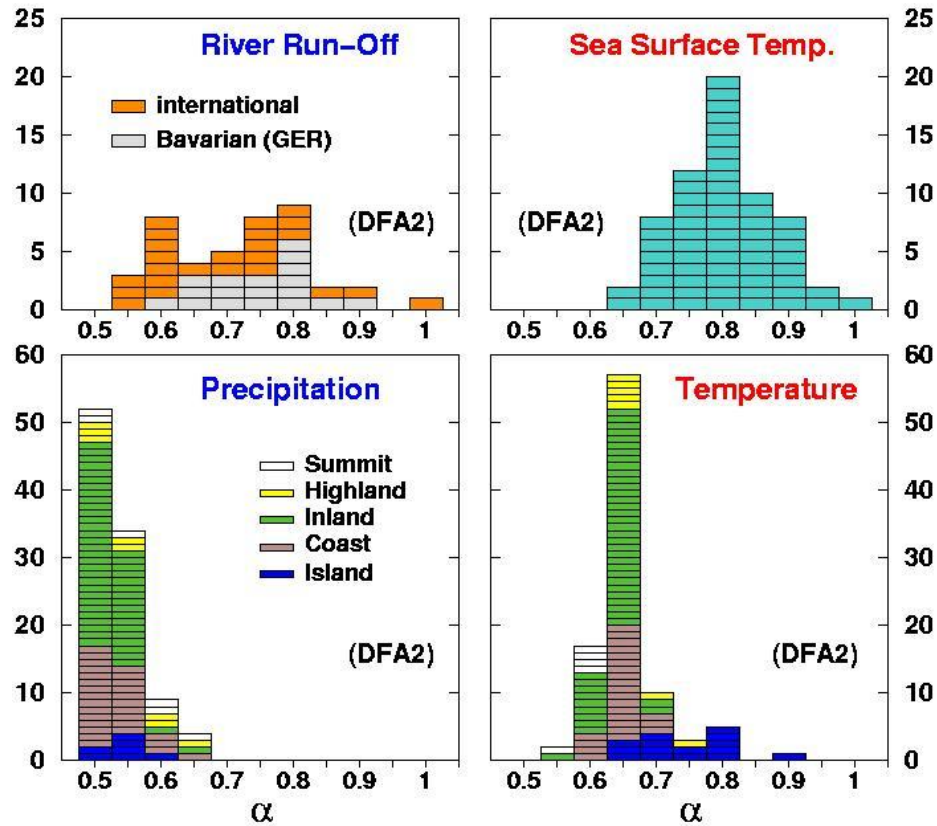 25
20
15
10
5
0
River Run-Off
international
Bavarian (GER)
(DFA2)
0.5 0.6 0.7 0.8 0.9 1
Sea Surface Temp.
(DFA2)
25
20
15
10
5
0
0.5 0.6 0.7 0.8 0.9 1
60
50
40
30
20
10
0
Precipitation
Summit
Highland
Inland
Coast
Island
(DFA2)
0.5 0.6 0.7 0.8 0.9 1
α
Temperature
(DFA2)
60
50
40
30
20
10
0
0.5 0.6 0.7 0.8 0.9 1
α